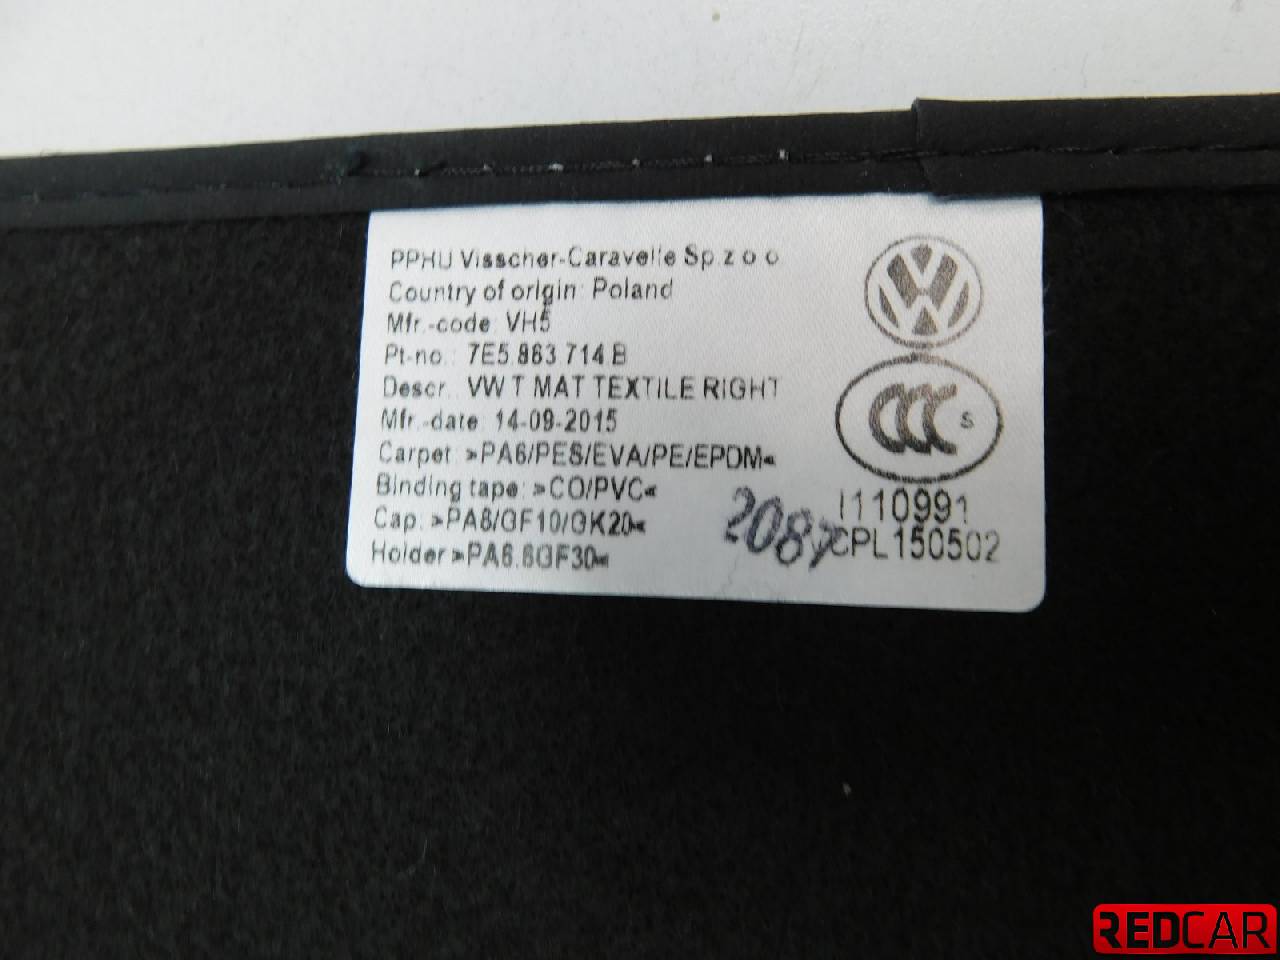 PPHU Visscher-Caravelle Sp.z o o
Country of origin: Poland
Mfr.-code: VH5
Pt-no.: 7E5.863.714 B
Descr.: VW T MAT TEXTILE RIGHT
Mfr.-date: 14-09-2015
Carpet: »PA6/PES/EVA/PE/EPDM«
Binding tape: »CO/PVC«
Cap: »PA6/GF10/GK20«
Holder »PA6.6GF30«
VW
CCC S
I110991
CPL150502
2087
REDCAR